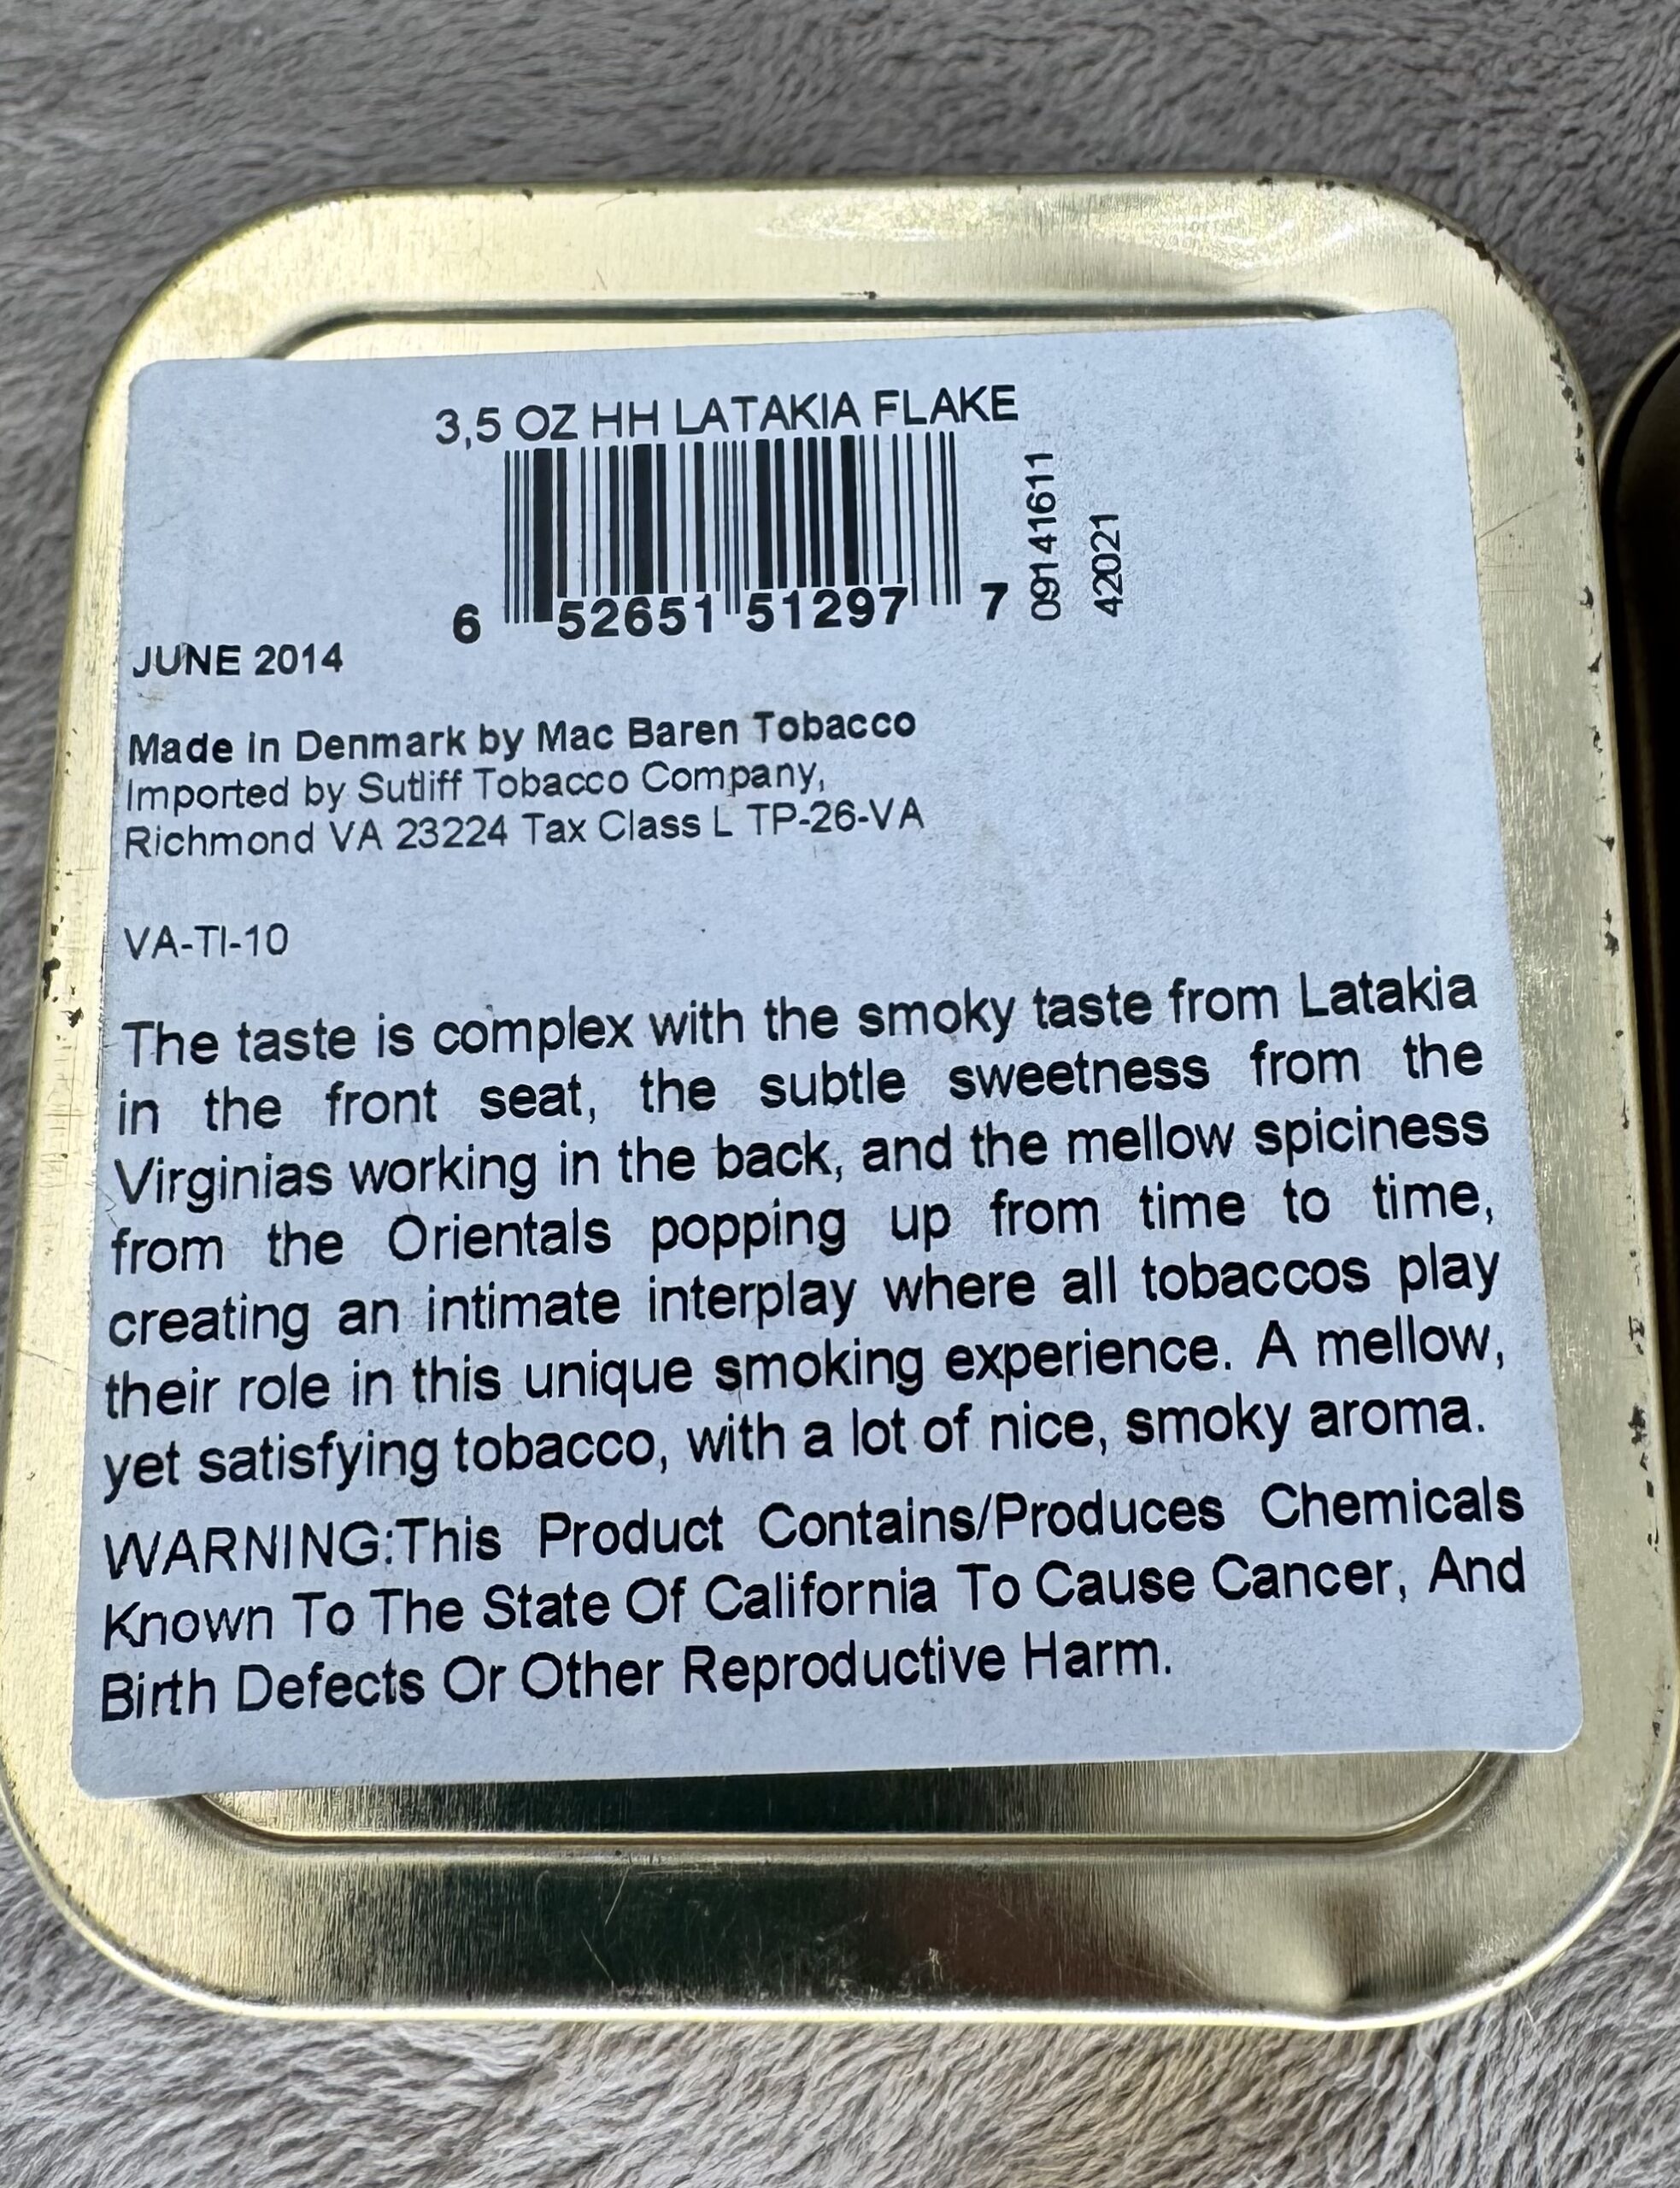 3,5 OZ HH LATAKIA FLAKE
6 52651 51297 7
09141611
42021
JUNE 2014
Made in Denmark by Mac Baren Tobacco
Imported by Sutliff Tobacco Company,
Richmond VA 23224 Tax Class L TP-26-VA
VA-TI-10
The taste is complex with the smoky taste from Latakia
in the front seat, the subtle sweetness from the
Virginias working in the back, and the mellow spiciness
from the Orientals popping up from time to time,
creating an intimate interplay where all tobaccos play
their role in this unique smoking experience. A mellow,
yet satisfying tobacco, with a lot of nice, smoky aroma.
WARNING:This Product Contains/Produces Chemicals
Known To The State Of California To Cause Cancer, And
Birth Defects Or Other Reproductive Harm.